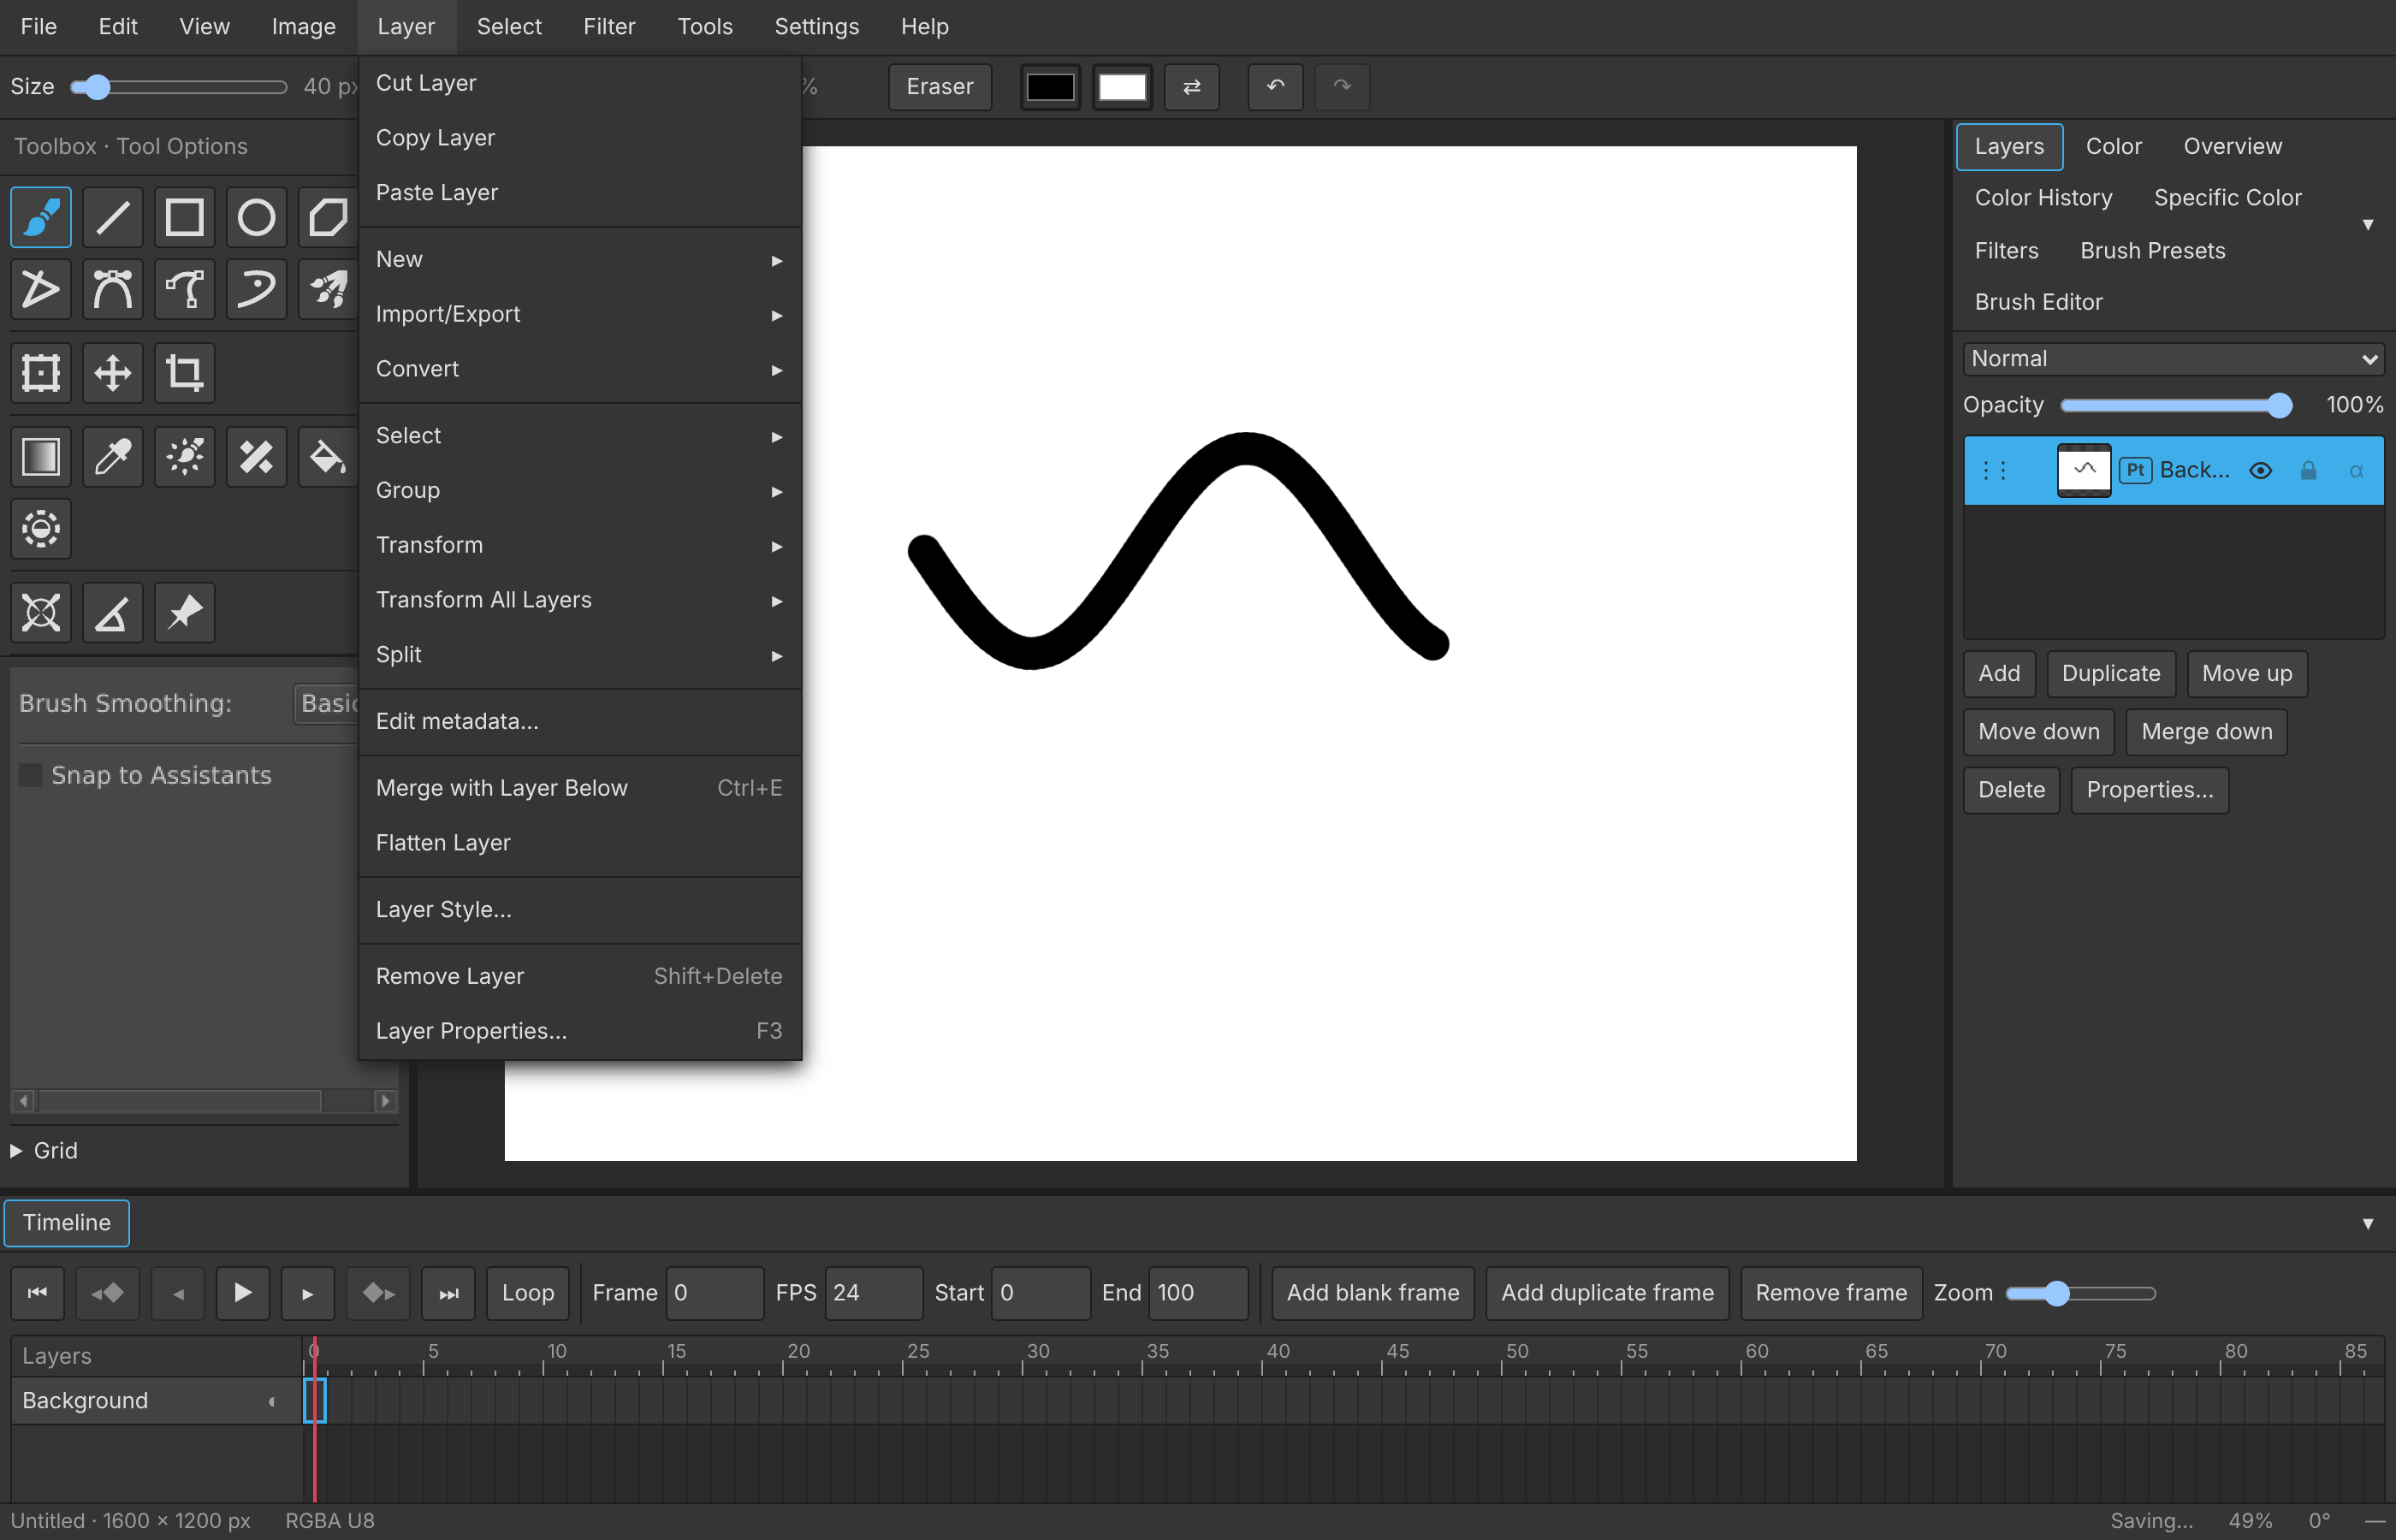 File Edit View Image Layer Select Filter Tools Settings Help
Size 40 px % Eraser
Toolbox · Tool Options
Cut Layer
Copy Layer
Paste Layer
New
Import/Export
Convert
Select
Group
Transform
Transform All Layers
Split
Edit metadata...
Merge with Layer Below Ctrl+E
Flatten Layer
Layer Style...
Remove Layer Shift+Delete
Layer Properties... F3
Brush Smoothing: Basic
Snap to Assistants
Grid
Layers Color Overview
Color History Specific Color
Filters Brush Presets
Brush Editor
Normal
Opacity 100%
Pt Back... α
Add Duplicate Move up
Move down Merge down
Delete Properties...
Timeline
Loop Frame 0 FPS 24 Start 0 End 100 Add blank frame Add duplicate frame Remove frame Zoom
Layers 0 5 10 15 20 25 30 35 40 45 50 55 60 65 70 75 80 85
Background
Untitled · 1600 × 1200 px RGBA U8 Saving... 49% 0° —